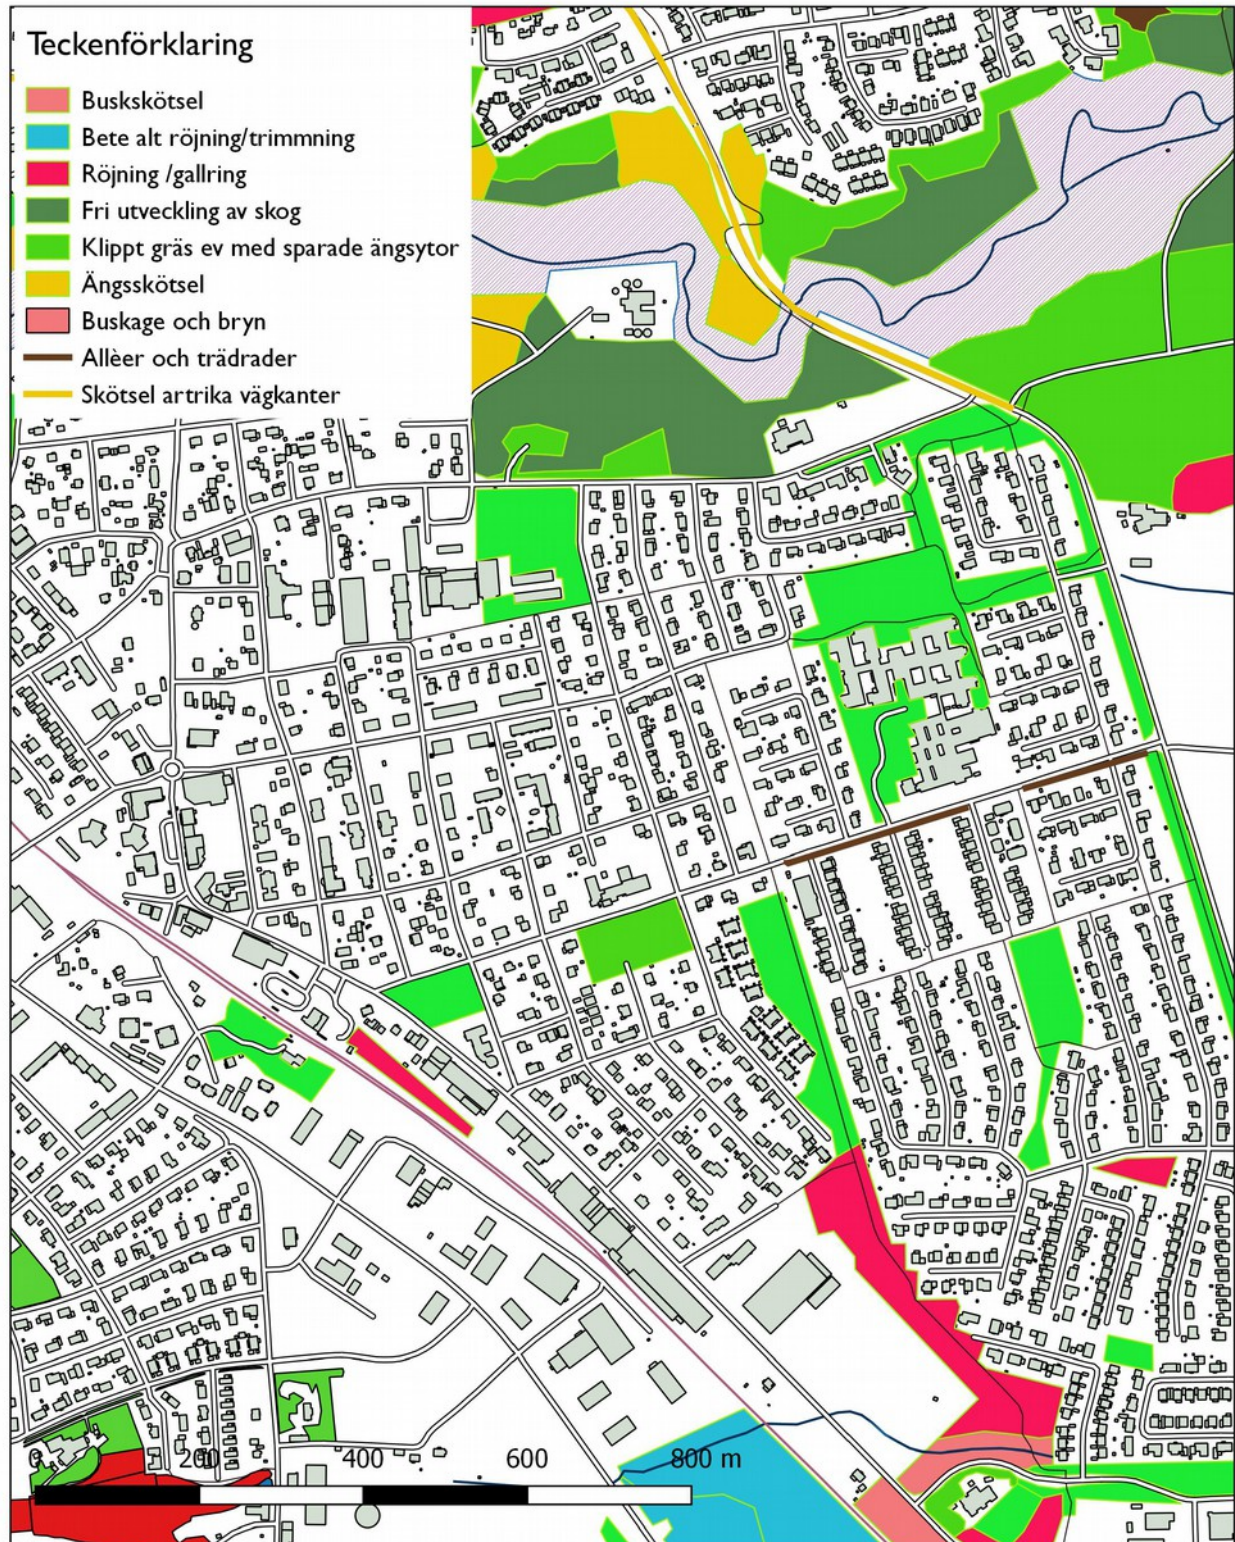 Teckenförklaring
Buskskötsel
Bete alt röjning/trimmning
Röjning /gallring
Fri utveckling av skog
Klippt gräs ev med sparade ängsytor
Ängsskötsel
Buskage och bryn
Allèer och trädrader
Skötsel artrika vägkanter
0 200 400 600 800 m